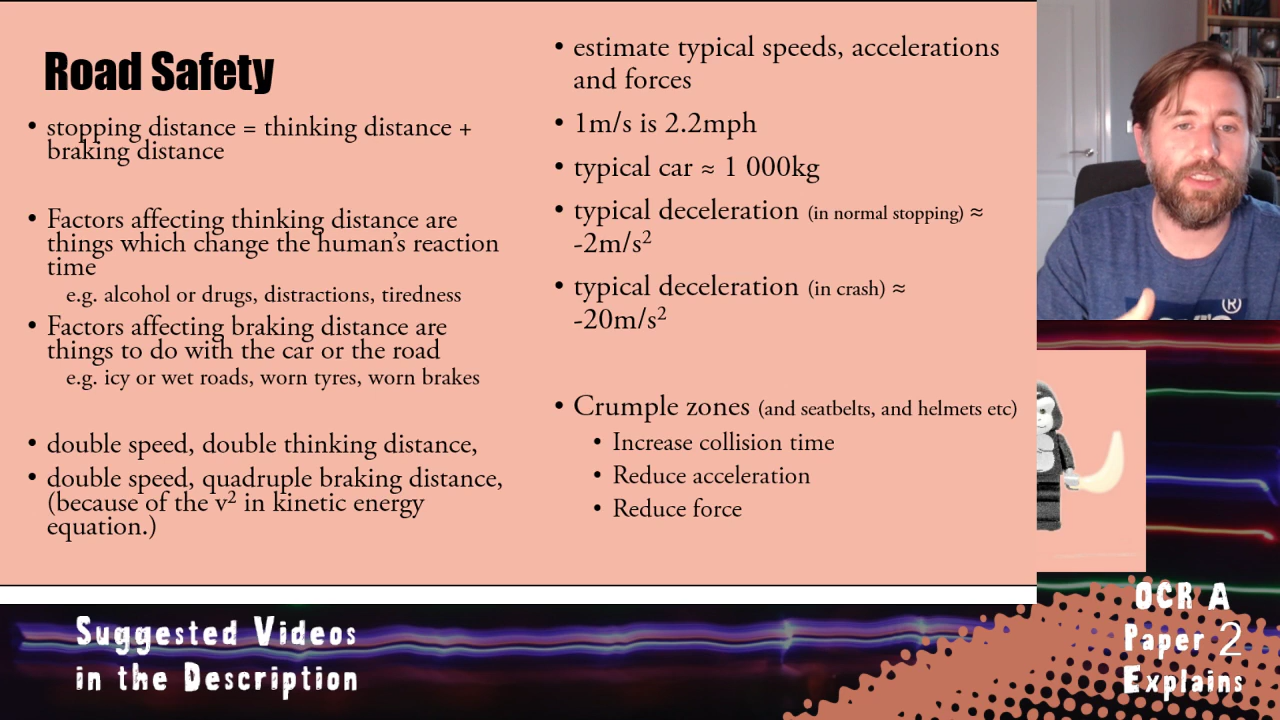 Road Safety
• stopping distance = thinking distance +
braking distance
• Factors affecting thinking distance are
things which change the human's reaction
time
e.g. alcohol or drugs, distractions, tiredness
• Factors affecting braking distance are
things to do with the car or the road
e.g. icy or wet roads, worn tyres, worn brakes
• double speed, double thinking distance,
• double speed, quadruple braking distance,
(because of the v² in kinetic energy
equation.)
• estimate typical speeds, accelerations
and forces
• 1m/s is 2.2mph
• typical car ≈ 1 000kg
• typical deceleration (in normal stopping) ≈
-2m/s²
• typical deceleration (in crash) ≈
-20m/s²
• Crumple zones (and seatbelts, and helmets etc)
• Increase collision time
• Reduce acceleration
• Reduce force
®
Suggested Videos
in the Description
OCR A
Paper 2
Explains